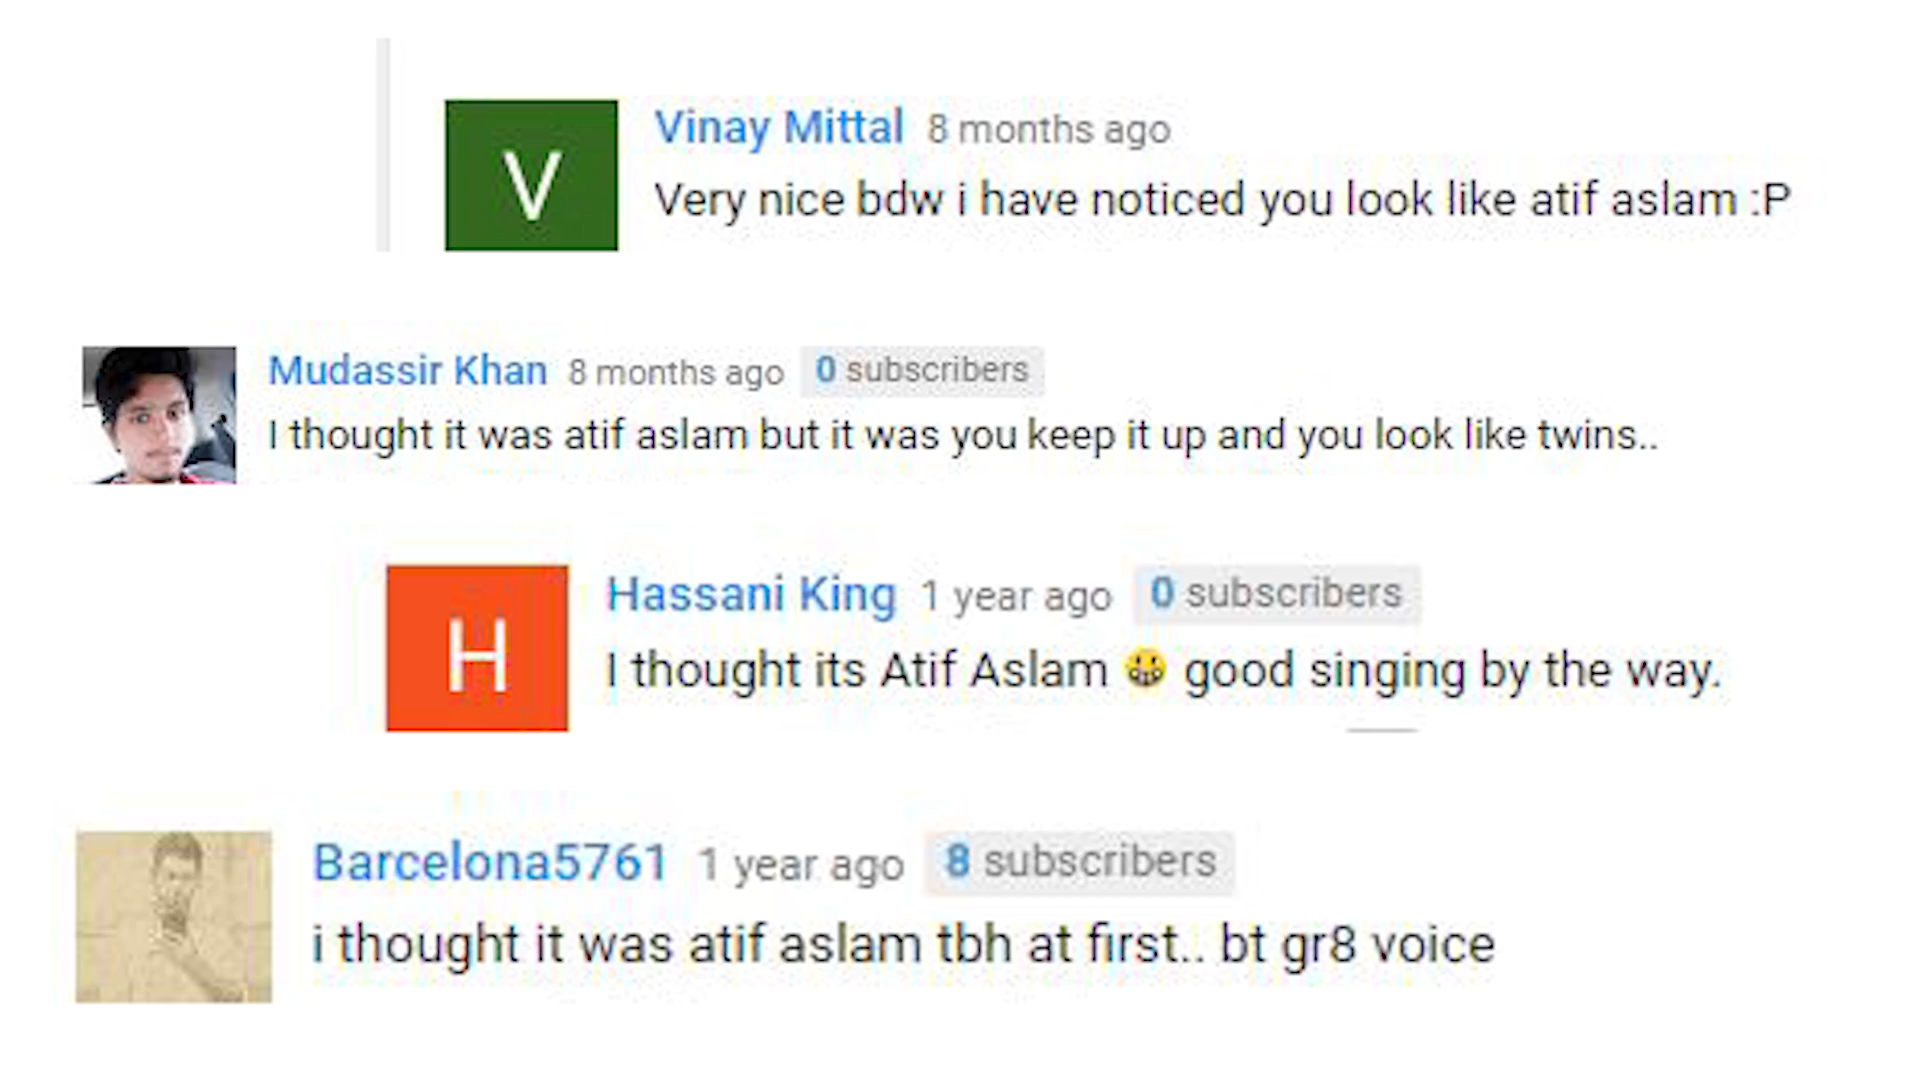 V
Vinay Mittal 8 months ago
Very nice bdw i have noticed you look like atif aslam :P
Mudassir Khan 8 months ago 0 subscribers
I thought it was atif aslam but it was you keep it up and you look like twins..
H
Hassani King 1 year ago 0 subscribers
I thought its Atif Aslam 😀 good singing by the way.
Barcelona5761 1 year ago 8 subscribers
i thought it was atif aslam tbh at first.. bt gr8 voice